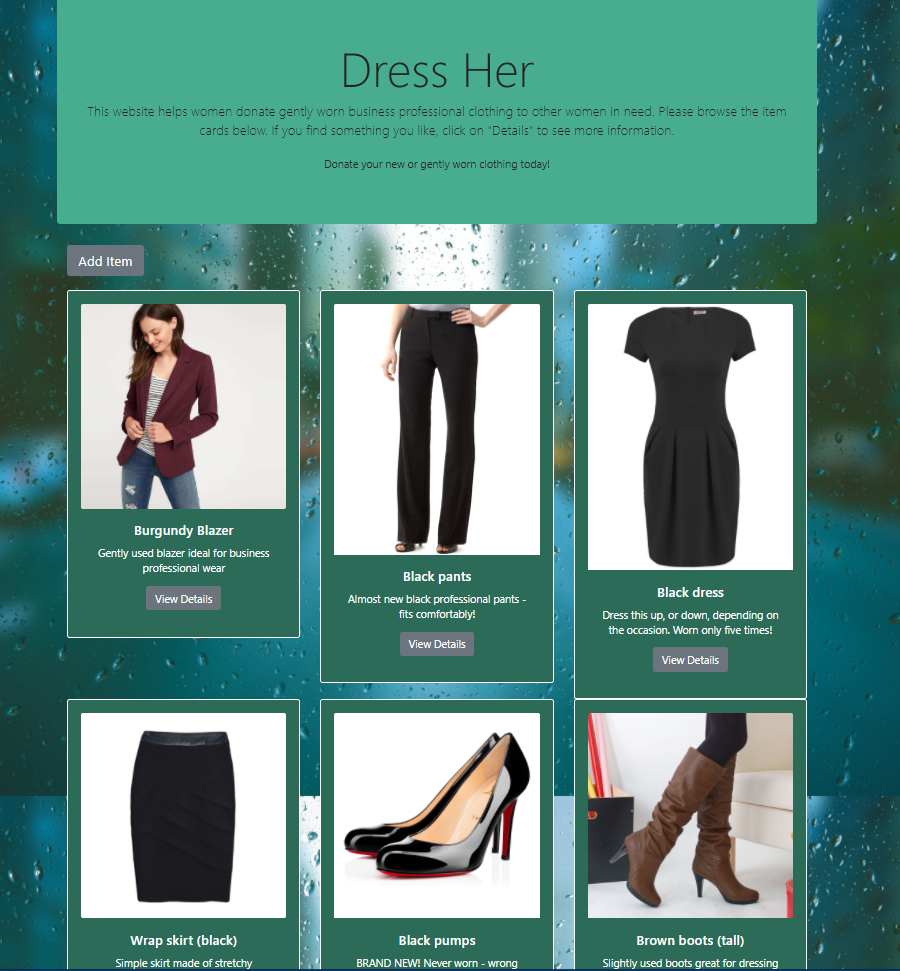 Dress Her
This website helps women donate gently worn business professional clothing to other women in need. Please browse the item
cards below. If you find something you like, click on "Details" to see more information.
Donate your new or gently worn clothing today!
Add Item
Burgundy Blazer
Gently used blazer ideal for business
professional wear
View Details
Black pants
Almost new black professional pants -
fits comfortably!
View Details
Black dress
Dress this up, or down, depending on
the occasion. Worn only five times!
View Details
Wrap skirt (black)
Simple skirt made of stretchy
Black pumps
BRAND NEW! Never worn - wrong
Brown boots (tall)
Slightly used boots great for dressing